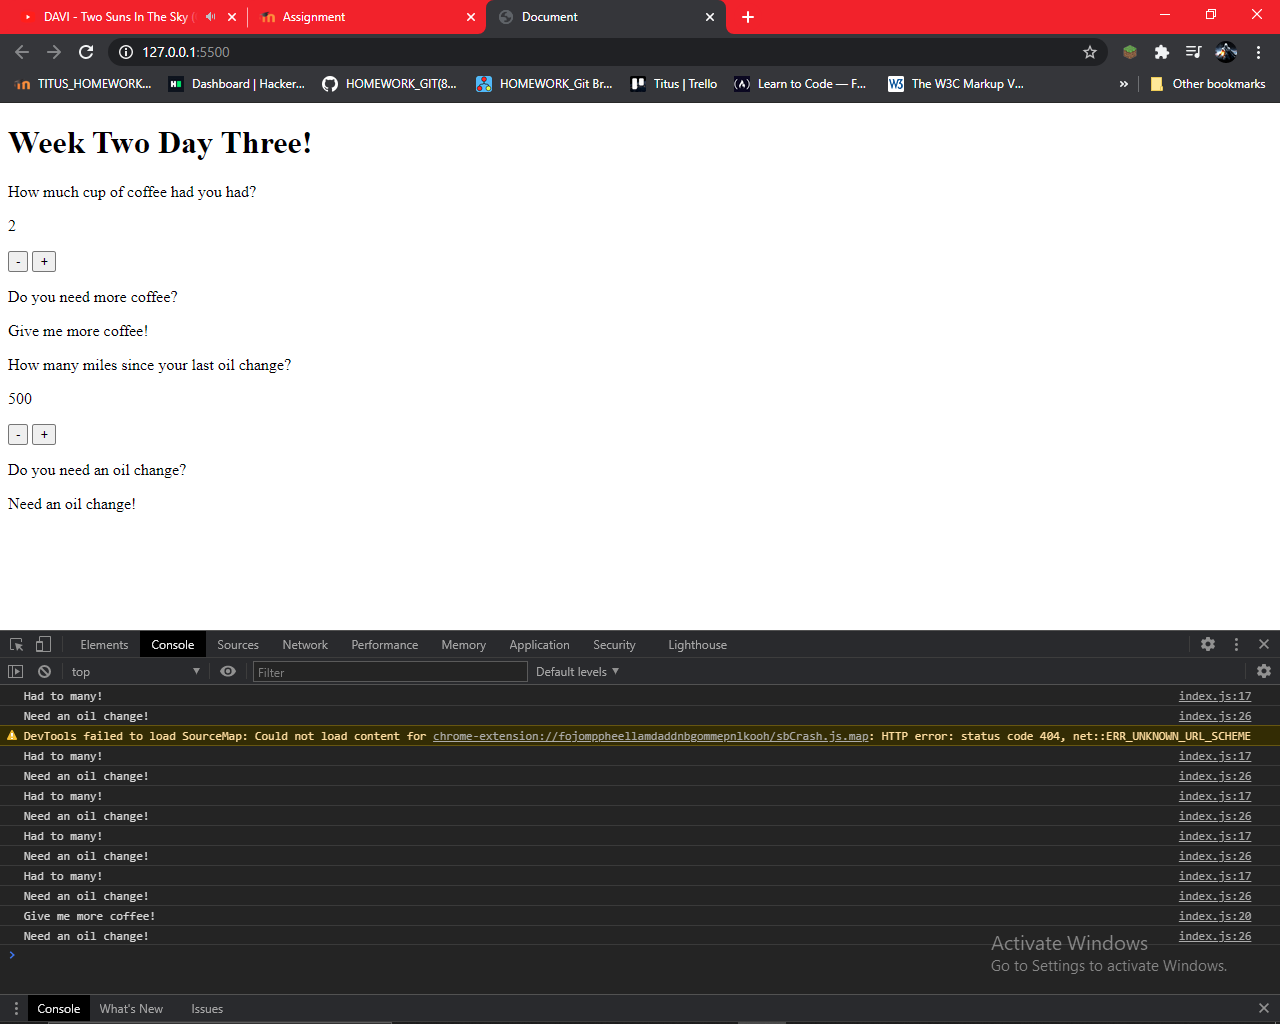 DAVI - Two Suns In The Sky
Assignment
Document
127.0.0.1:5500
TITUS_HOMEWORK... Dashboard | Hacker... HOMEWORK_GIT(8... HOMEWORK_Git Br... Titus | Trello Learn to Code — F... The W3C Markup V... » Other bookmarks
Week Two Day Three!
How much cup of coffee had you had?
2
- +
Do you need more coffee?
Give me more coffee!
How many miles since your last oil change?
500
- +
Do you need an oil change?
Need an oil change!
Elements Console Sources Network Performance Memory Application Security Lighthouse
top Filter Default levels
Had to many! index.js:17
Need an oil change! index.js:26
DevTools failed to load SourceMap: Could not load content for chrome-extension://fojomppheellamdaddnbgommepnlkooh/sbCrash.js.map: HTTP error: status code 404, net::ERR_UNKNOWN_URL_SCHEME
Had to many! index.js:17
Need an oil change! index.js:26
Had to many! index.js:17
Need an oil change! index.js:26
Had to many! index.js:17
Need an oil change! index.js:26
Had to many! index.js:17
Need an oil change! index.js:26
Give me more coffee! index.js:20
Need an oil change! index.js:26
Activate Windows
Go to Settings to activate Windows.
Console What's New Issues